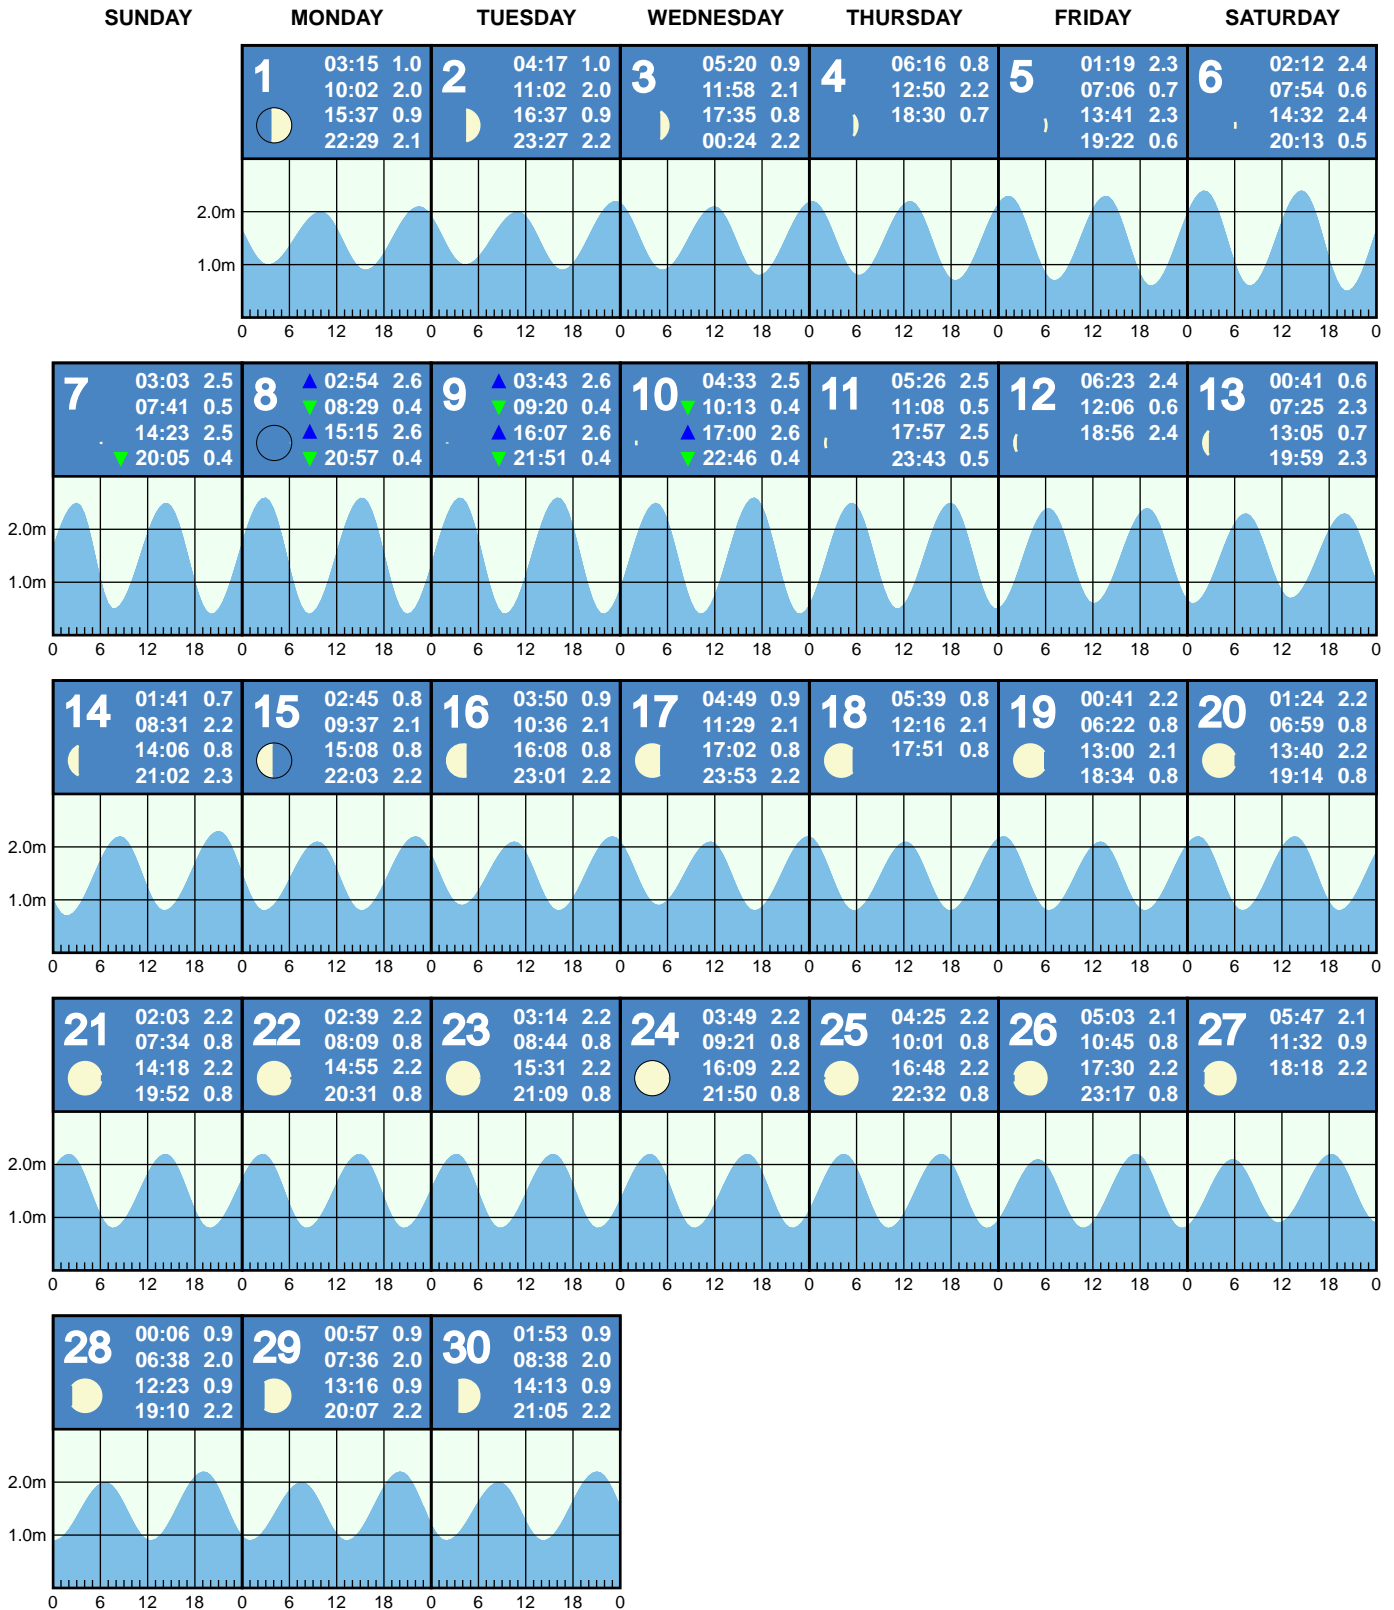 SUNDAY MONDAY TUESDAY WEDNESDAY THURSDAY FRIDAY SATURDAY
1 03:15 1.0
10:02 2.0
15:37 0.9
22:29 2.1
2 04:17 1.0
11:02 2.0
16:37 0.9
23:27 2.2
3 05:20 0.9
11:58 2.1
17:35 0.8
00:24 2.2
4 06:16 0.8
12:50 2.2
18:30 0.7
5 01:19 2.3
07:06 0.7
13:41 2.3
19:22 0.6
6 02:12 2.4
07:54 0.6
14:32 2.4
20:13 0.5
2.0m
1.0m
0 6 12 18 0 6 12 18 0 6 12 18 0 6 12 18 0 6 12 18 0 6 12 18 0
7 03:03 2.5
07:41 0.5
14:23 2.5
20:05 0.4
8 02:54 2.6
08:29 0.4
15:15 2.6
20:57 0.4
9 03:43 2.6
09:20 0.4
16:07 2.6
21:51 0.4
10 04:33 2.5
10:13 0.4
17:00 2.6
22:46 0.4
11 05:26 2.5
11:08 0.5
17:57 2.5
23:43 0.5
12 06:23 2.4
12:06 0.6
18:56 2.4
13 00:41 0.6
07:25 2.3
13:05 0.7
19:59 2.3
2.0m
1.0m
0 6 12 18 0 6 12 18 0 6 12 18 0 6 12 18 0 6 12 18 0 6 12 18 0 6 12 18 0
14 01:41 0.7
08:31 2.2
14:06 0.8
21:02 2.3
15 02:45 0.8
09:37 2.1
15:08 0.8
22:03 2.2
16 03:50 0.9
10:36 2.1
16:08 0.8
23:01 2.2
17 04:49 0.9
11:29 2.1
17:02 0.8
23:53 2.2
18 05:39 0.8
12:16 2.1
17:51 0.8
19 00:41 2.2
06:22 0.8
13:00 2.1
18:34 0.8
20 01:24 2.2
06:59 0.8
13:40 2.2
19:14 0.8
2.0m
1.0m
0 6 12 18 0 6 12 18 0 6 12 18 0 6 12 18 0 6 12 18 0 6 12 18 0 6 12 18 0
21 02:03 2.2
07:34 0.8
14:18 2.2
19:52 0.8
22 02:39 2.2
08:09 0.8
14:55 2.2
20:31 0.8
23 03:14 2.2
08:44 0.8
15:31 2.2
21:09 0.8
24 03:49 2.2
09:21 0.8
16:09 2.2
21:50 0.8
25 04:25 2.2
10:01 0.8
16:48 2.2
22:32 0.8
26 05:03 2.1
10:45 0.8
17:30 2.2
23:17 0.8
27 05:47 2.1
11:32 0.9
18:18 2.2
2.0m
1.0m
0 6 12 18 0 6 12 18 0 6 12 18 0 6 12 18 0 6 12 18 0 6 12 18 0 6 12 18 0
28 00:06 0.9
06:38 2.0
12:23 0.9
19:10 2.2
29 00:57 0.9
07:36 2.0
13:16 0.9
20:07 2.2
30 01:53 0.9
08:38 2.0
14:13 0.9
21:05 2.2
2.0m
1.0m
0 6 12 18 0 6 12 18 0 6 12 18 0